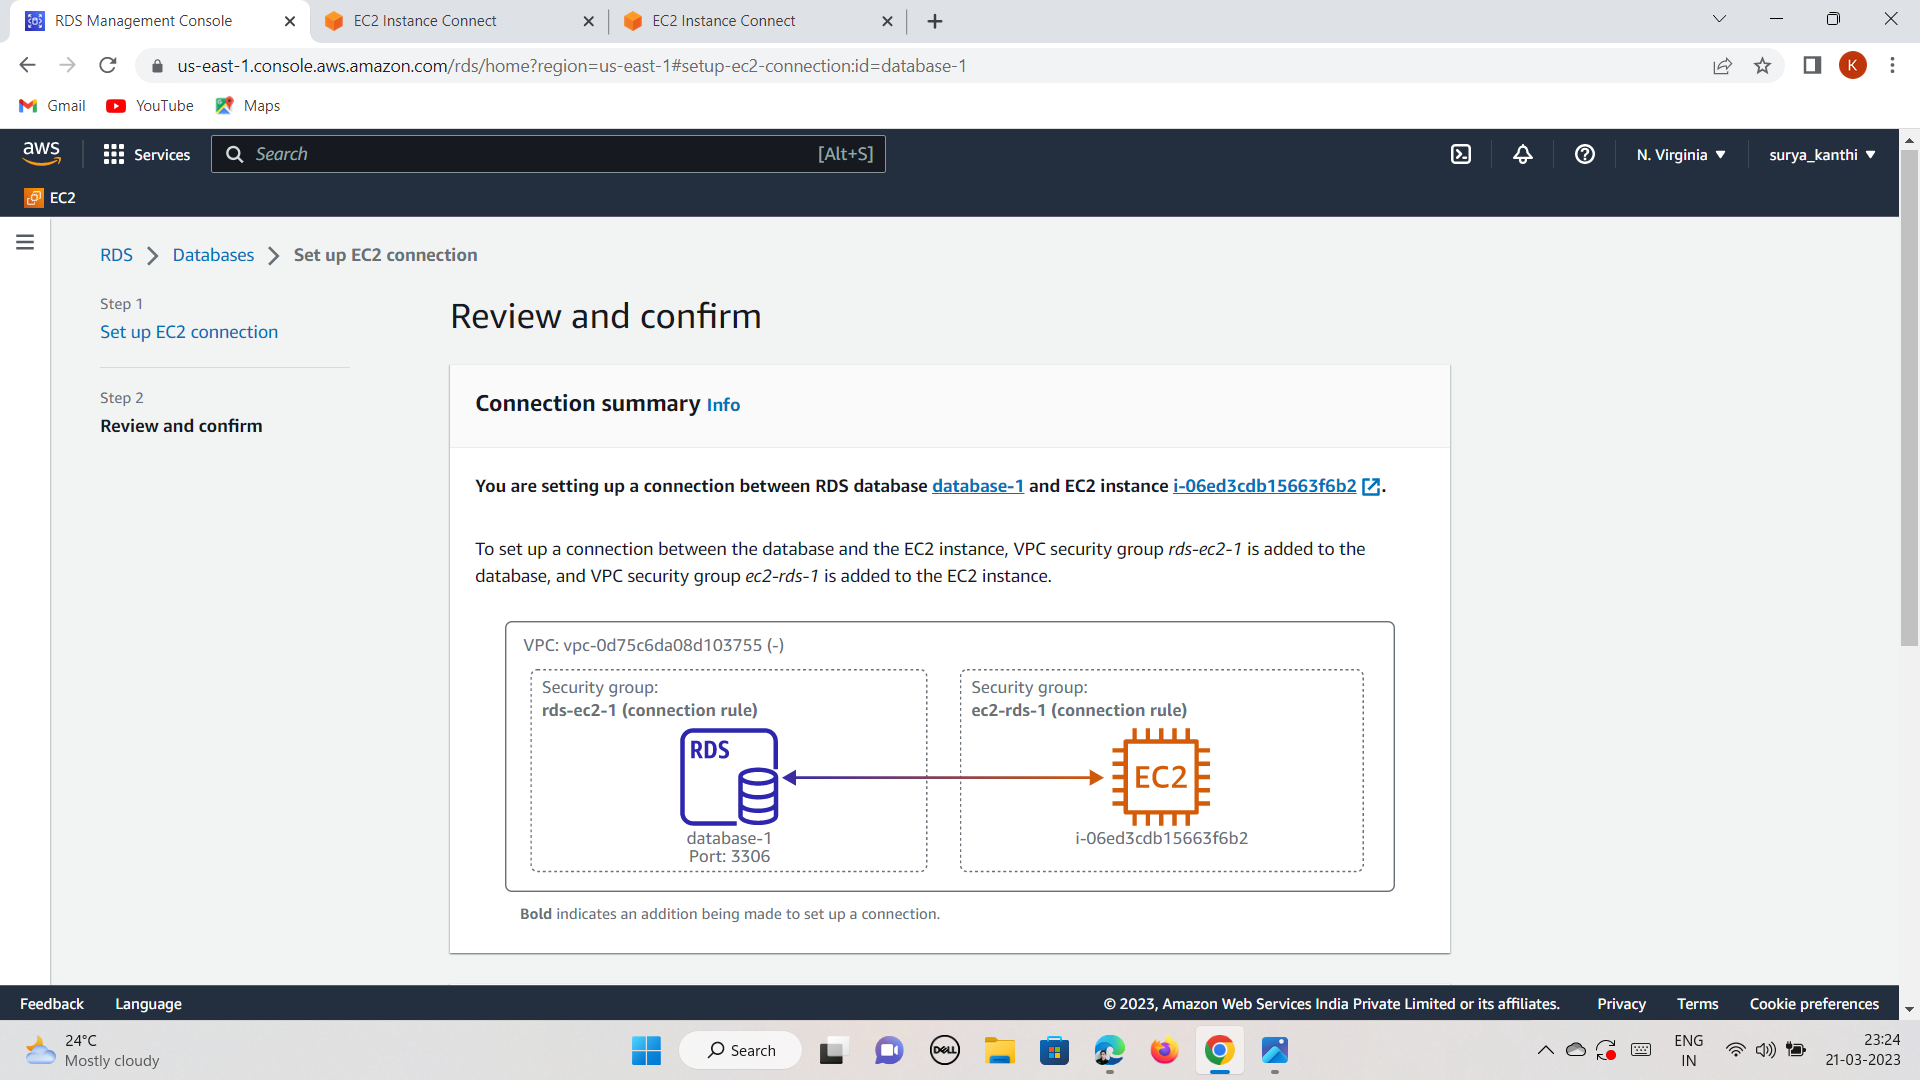 RDS Management Console
EC2 Instance Connect
EC2 Instance Connect
us-east-1.console.aws.amazon.com/rds/home?region=us-east-1#setup-ec2-connection:id=database-1
K
Gmail
YouTube
Maps
aws
Services
Search
[Alt+S]
N. Virginia
surya_kanthi
EC2
RDS
Databases
Set up EC2 connection
Step 1
Set up EC2 connection
Step 2
Review and confirm
Review and confirm
Connection summary Info
You are setting up a connection between RDS database database-1 and EC2 instance i-06ed3cdb15663f6b2 .
To set up a connection between the database and the EC2 instance, VPC security group rds-ec2-1 is added to the
database, and VPC security group ec2-rds-1 is added to the EC2 instance.
VPC: vpc-0d75c6da08d103755 (-)
Security group:
rds-ec2-1 (connection rule)
RDS
database-1
Port: 3306
Security group:
ec2-rds-1 (connection rule)
EC2
i-06ed3cdb15663f6b2
Bold indicates an addition being made to set up a connection.
Feedback
Language
© 2023, Amazon Web Services India Private Limited or its affiliates.
Privacy
Terms
Cookie preferences
24°C
Mostly cloudy
Search
DELL
ENG
IN
23:24
21-03-2023